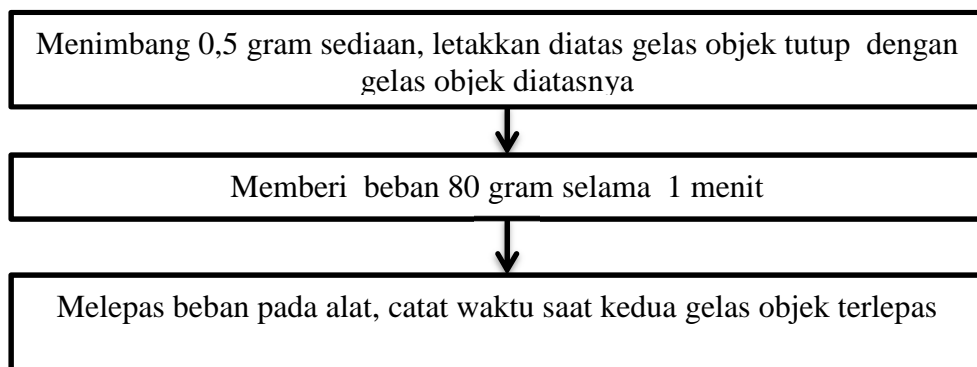 Menimbang 0,5 gram sediaan, letakkan diatas gelas objek tutup dengan
gelas objek diatasnya
Memberi beban 80 gram selama 1 menit
Melepas beban pada alat, catat waktu saat kedua gelas objek terlepas